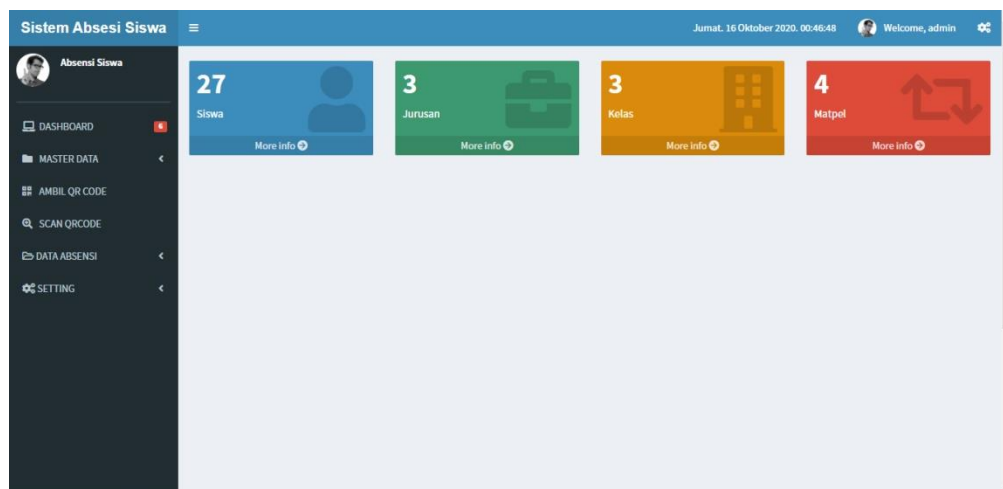 Sistem Absesi Siswa
Jumat. 16 Oktober 2020. 00:46:48
Welcome, admin
Absensi Siswa
DASHBOARD 6
MASTER DATA
AMBIL QR CODE
SCAN QRCODE
DATA ABSENSI
SETTING
27
Siswa
More info
3
Jurusan
More info
3
Kelas
More info
4
Matpel
More info